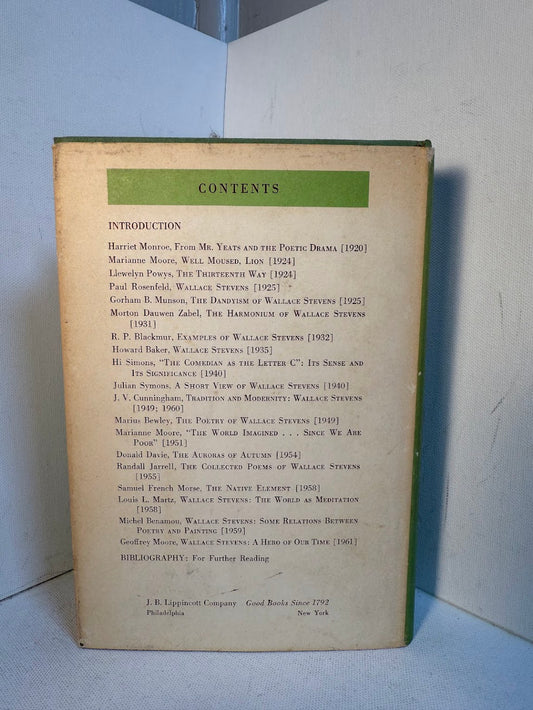 CONTENTS
INTRODUCTION
Harriet Monroe, From Mr. Yeats and the Poetic Drama [1920]
Marianne Moore, Well Moused, Lion [1924]
Llewelyn Powys, The Thirteenth Way [1924]
Paul Rosenfeld, Wallace Stevens [1925]
Gorham B. Munson, The Dandyism of Wallace Stevens [1925]
Morton Dauwen Zabel, The Harmonium of Wallace Stevens
[1931]
R. P. Blackmur, Examples of Wallace Stevens [1932]
Howard Baker, Wallace Stevens [1935]
Hi Simons, "The Comedian as the Letter C": Its Sense and
Its Significance [1940]
Julian Symons, A Short View of Wallace Stevens [1940]
J. V. Cunningham, Tradition and Modernity: Wallace Stevens
[1949; 1960]
Marius Bewley, The Poetry of Wallace Stevens [1949]
Marianne Moore, "The World Imagined . . . Since We Are
Poor" [1951]
Donald Davie, The Auroras of Autumn [1954]
Randall Jarrell, The Collected Poems of Wallace Stevens
[1955]
Samuel French Morse, The Native Element [1958]
Louis L. Martz, Wallace Stevens: The World as Meditation
[1958]
Michel Benamou, Wallace Stevens: Some Relations Between
Poetry and Painting [1959]
Geoffrey Moore, Wallace Stevens: A Hero of Our Time [1961]
BIBLIOGRAPHY: For Further Reading
J. B. Lippincott Company Good Books Since 1792
Philadelphia New York